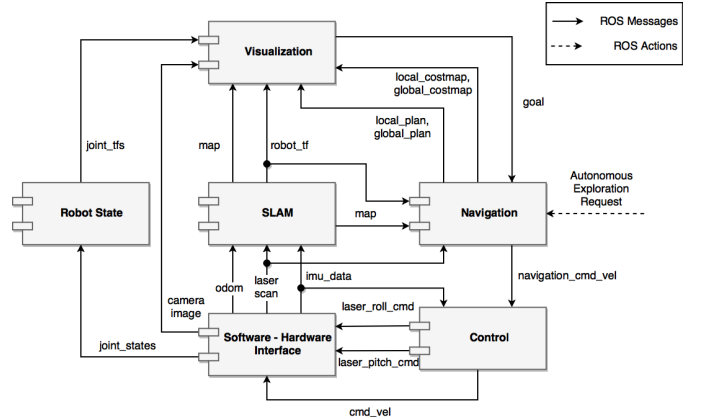 ROS Messages
ROS Actions
Visualization
local_costmap,
global_costmap
goal
local_plan,
global_plan
joint_tfs
map
robot_tf
Autonomous
Exploration
Request
Robot State
SLAM
map
Navigation
odom
laser
scan
imu_data
navigation_cmd_vel
camera
image
laser_roll_cmd
Software - Hardware
Interface
Control
joint_states
laser_pitch_cmd
cmd_vel